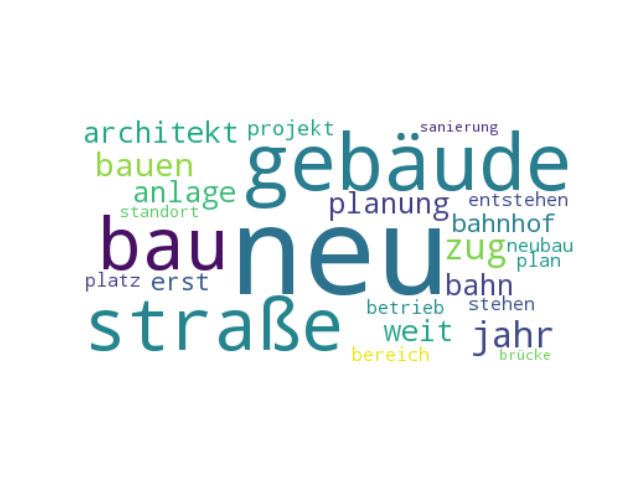 architekt projekt sanierung
bauen gebäude
anlage planung entstehen
standort bahnhof
bau neu zug neubau
plan
platz erst bahn
straße betrieb stehen
weit jahr
bereich brücke